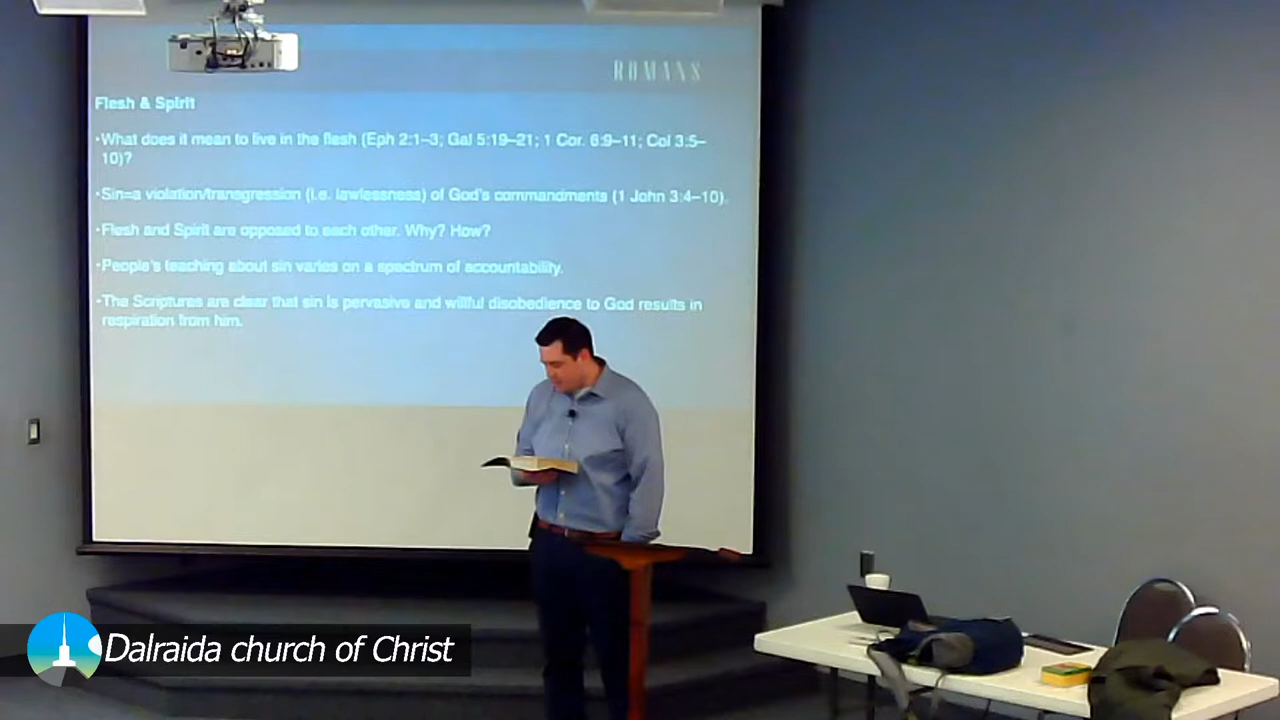 ROMANS
Flesh & Spirit
•What does it mean to live in the flesh (Eph 2:1–3; Gal 5:19–21; 1 Cor. 6:9–11; Col 3:5–
10)?
•Sin=a violation/transgression (i.e. lawlessness) of God's commandments (1 John 3:4–10).
•Flesh and Spirit are opposed to each other. Why? How?
•People's teaching about sin varies on a spectrum of accountability.
•The Scriptures are clear that sin is pervasive and willful disobedience to God results in
respiration from him.
Dalraida church of Christ